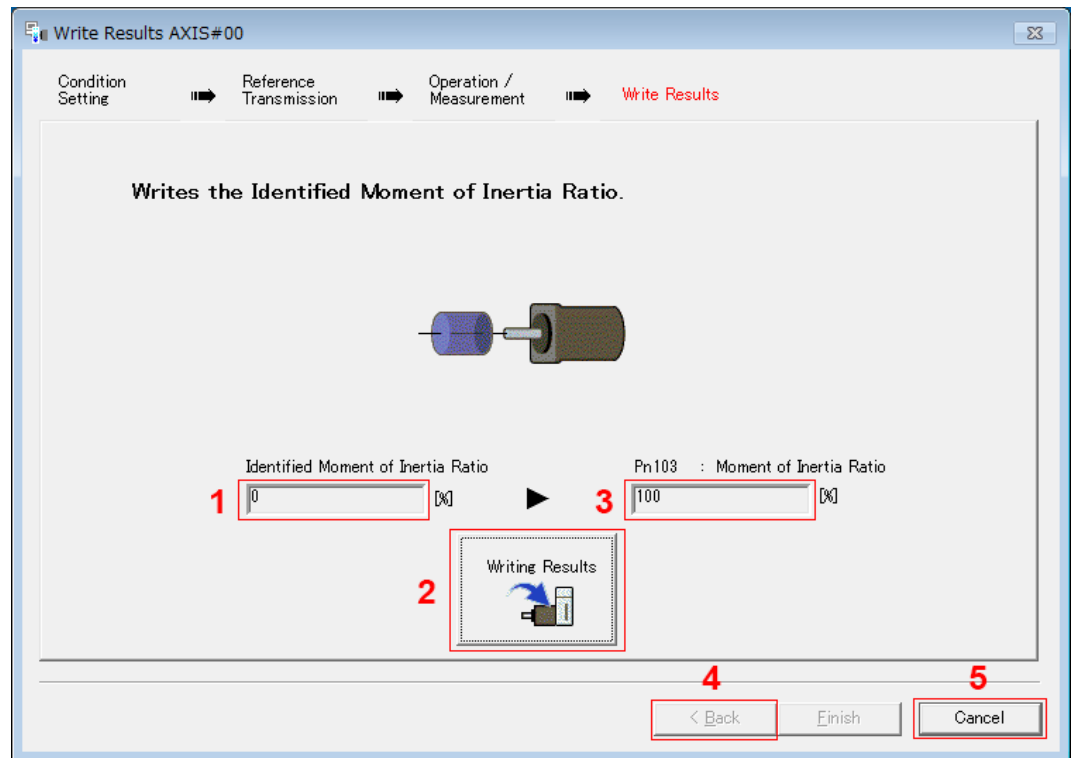 Write Results AXIS#00
Condition
Setting
Reference
Transmission
Operation /
Measurement
Write Results
Writes the Identified Moment of Inertia Ratio.
Identified Moment of Inertia Ratio
Pn103 : Moment of Inertia Ratio
1 0 [%] 3 100 [%]
Writing Results
2
4 5
< Back Finish Cancel